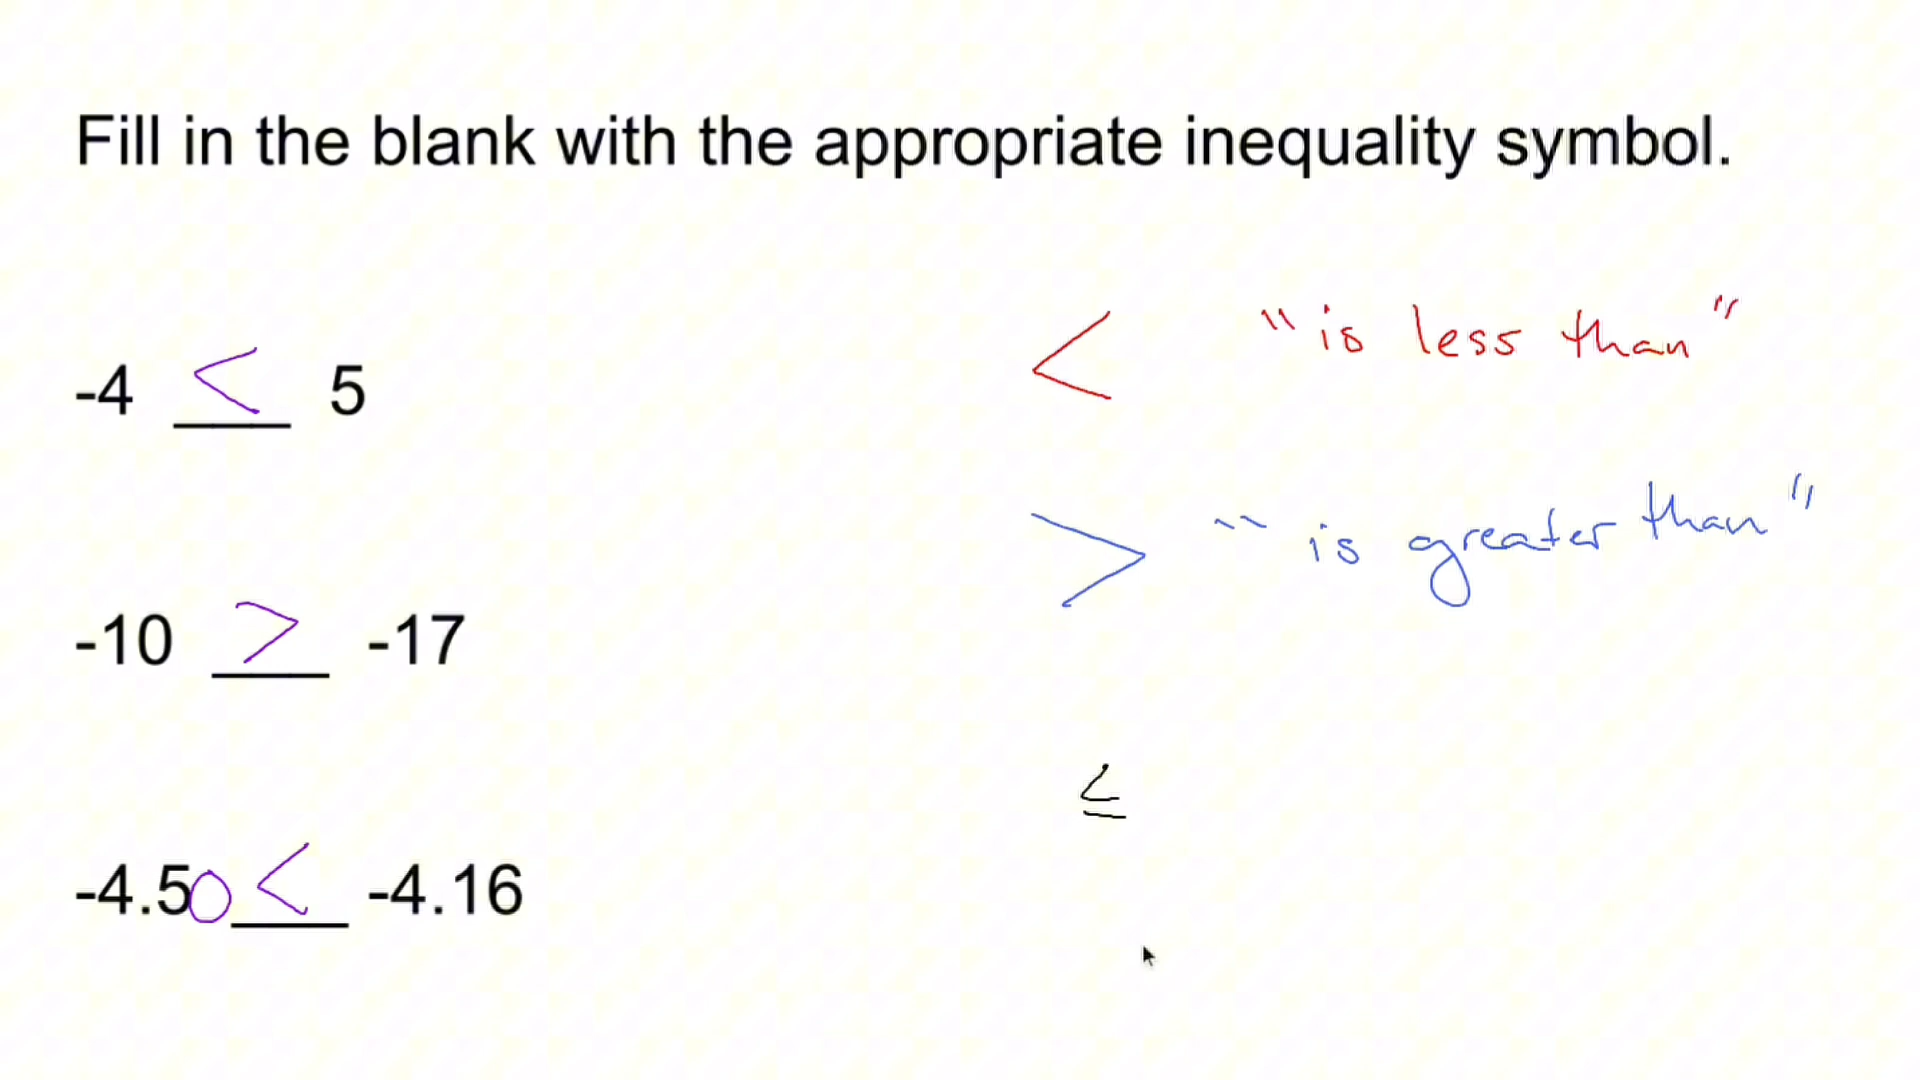 Fill in the blank with the appropriate inequality symbol.
-4 < 5
< "is less than"
> "is greater than"
-10 > -17
≤
-4.50 < -4.16